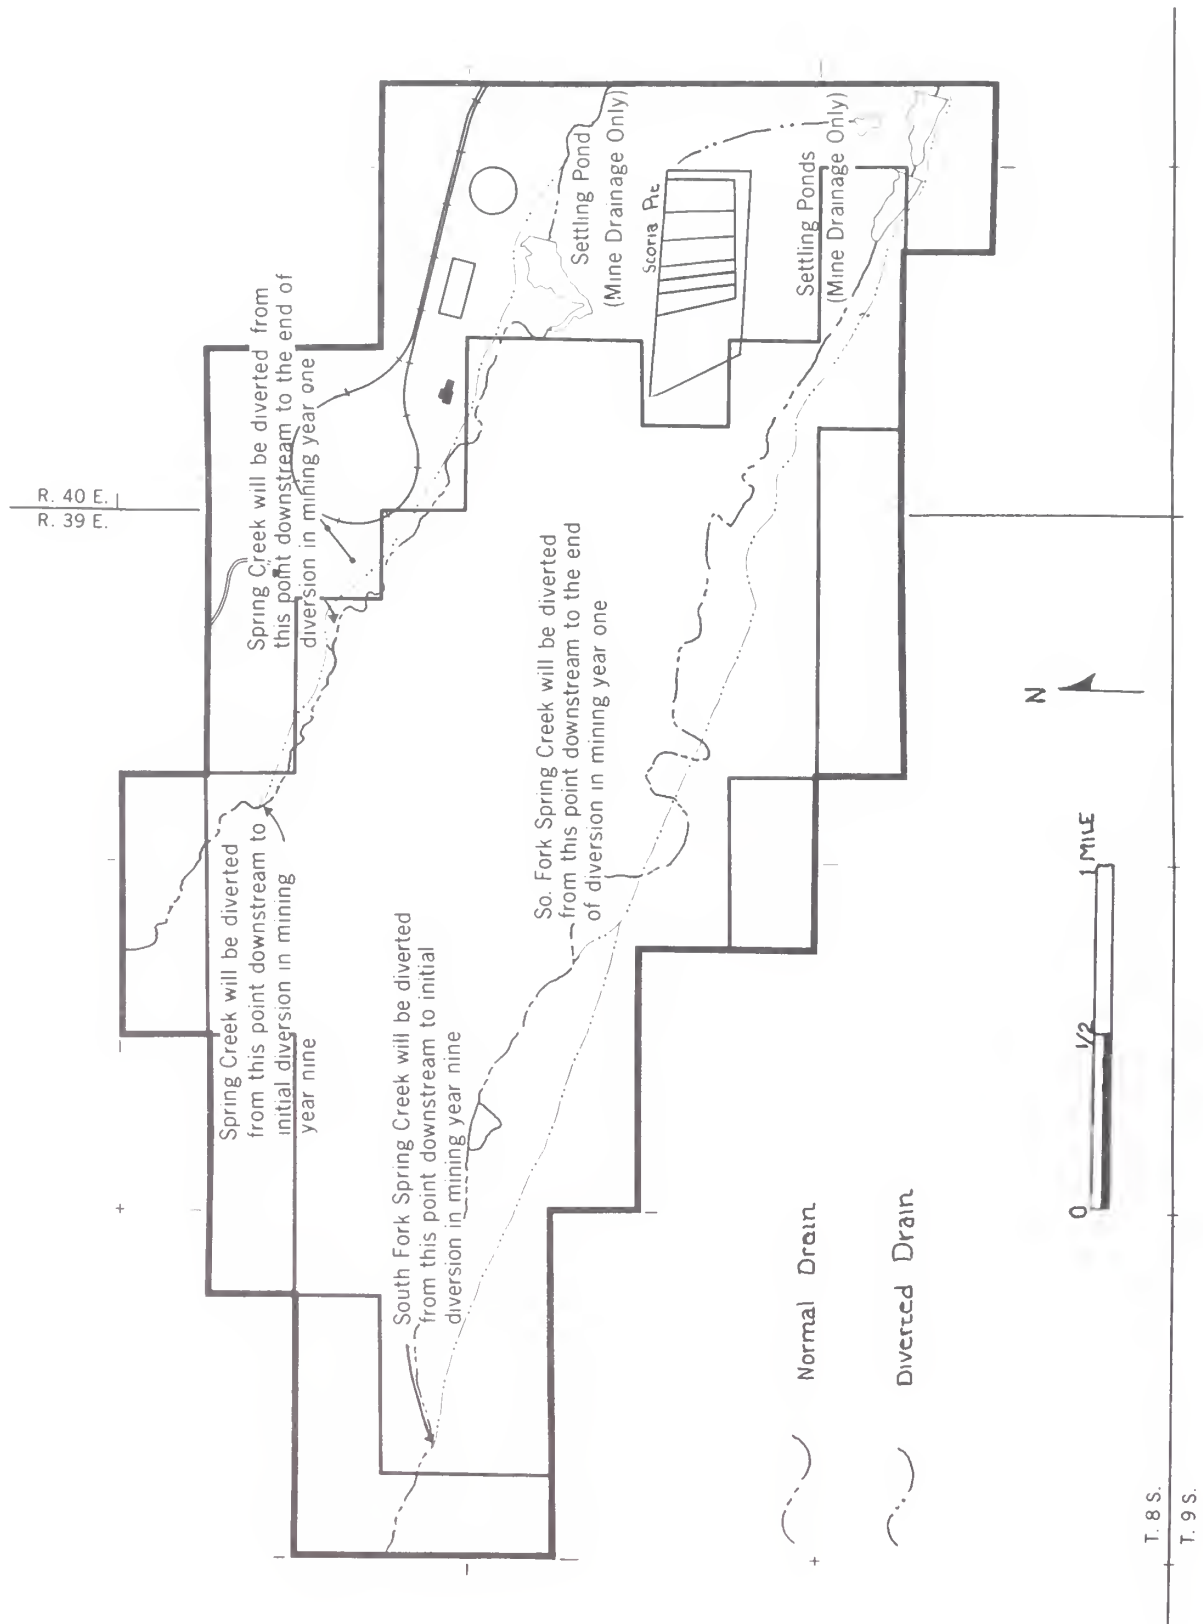 R. 40 E.
R. 39 E.
Spring Creek will be diverted from
this point downstream to the end of
diversion in mining year one
Settling Pond
(Mine Drainage Only)
Scoria Pit
Settling Ponds
(Mine Drainage Only)
Spring Creek will be diverted
from this point downstream to
initial diversion in mining
year nine
So. Fork Spring Creek will be diverted
from this point downstream to the end
of diversion in mining year one
South Fork Spring Creek will be diverted
from this point downstream to initial
diversion in mining year nine
N
0 1/2 1 MILE
Normal Drain
Diverted Drain
T. 8 S.
T. 9 S.